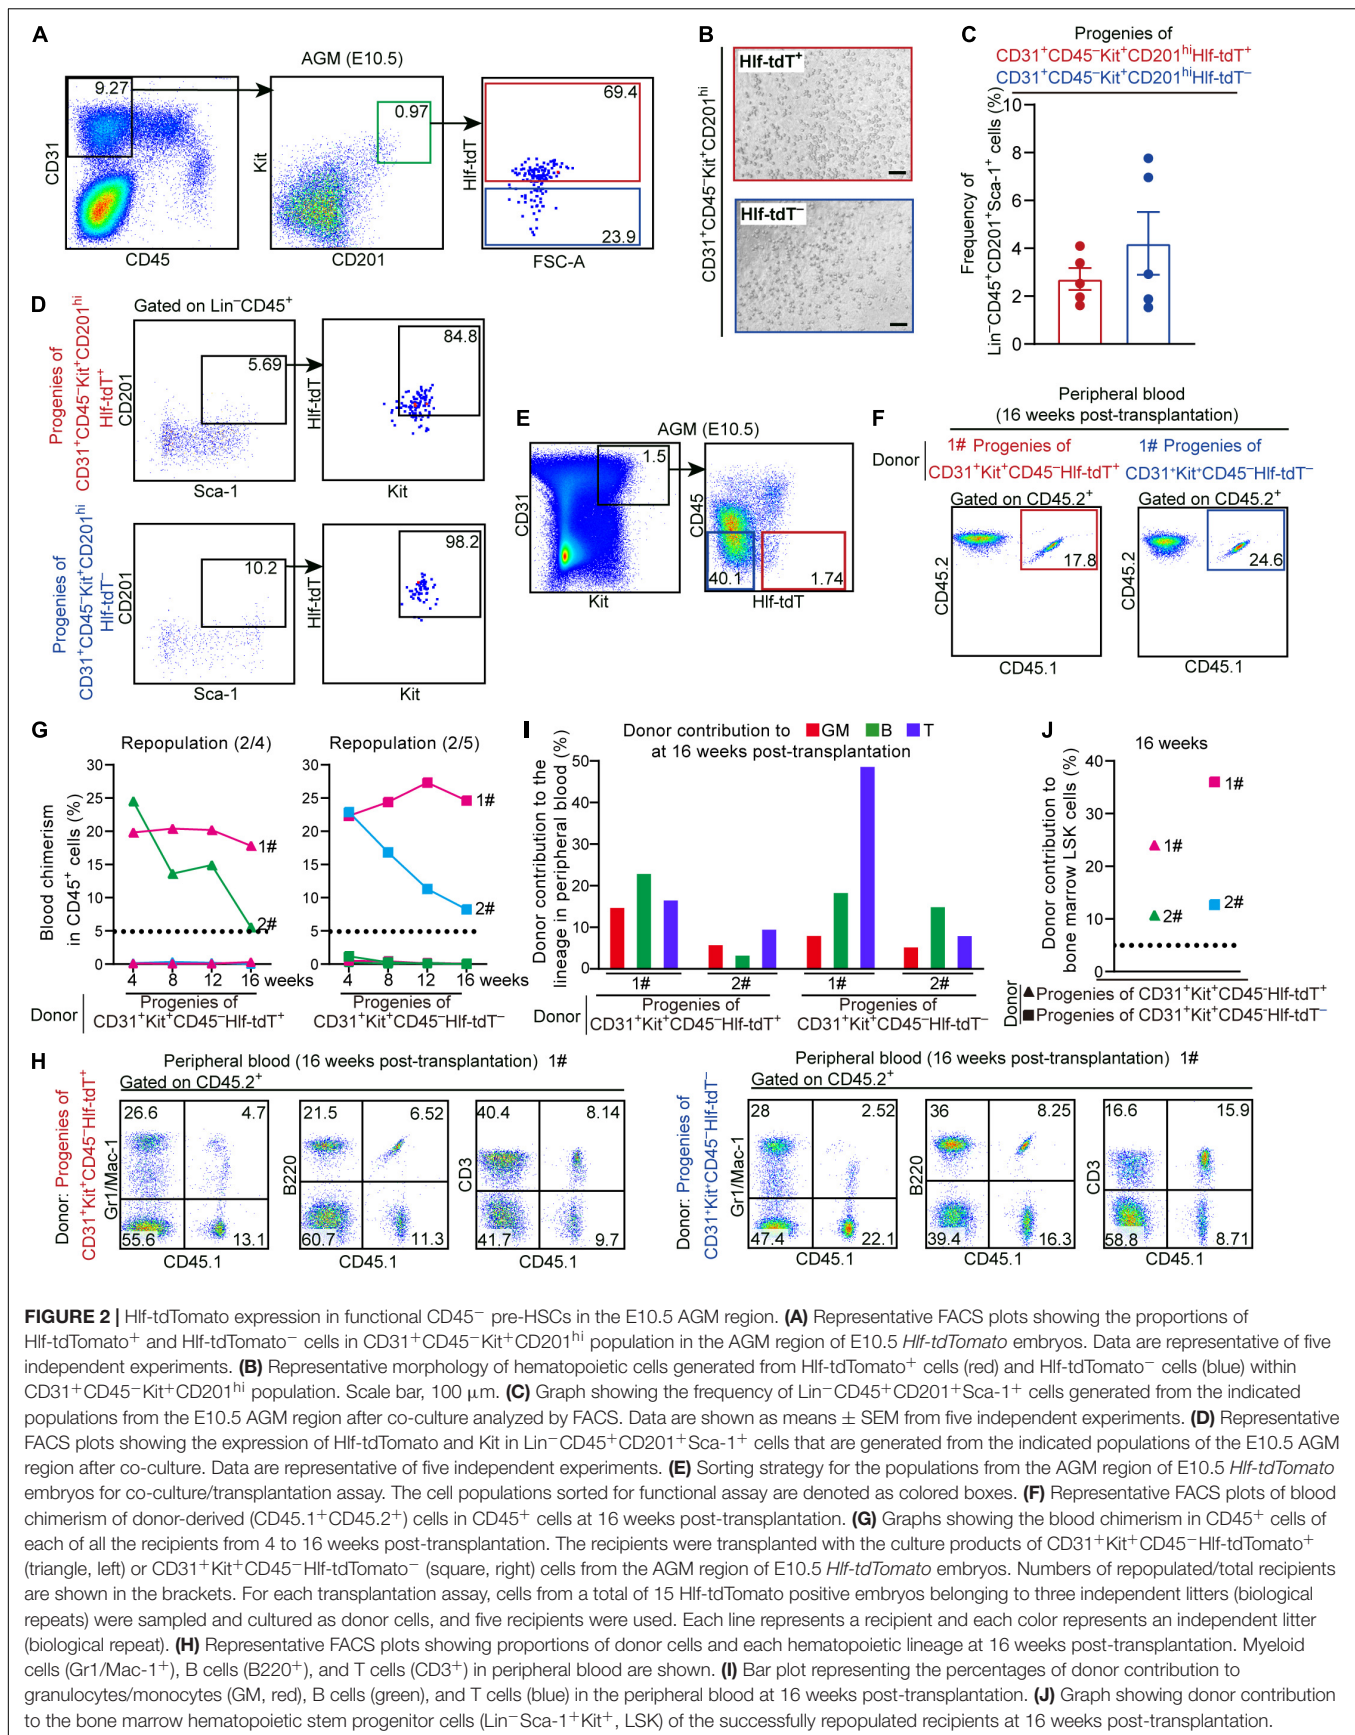 A
AGM (E10.5)
9.27
0.97
69.4
23.9
CD31
CD45
Kit
CD201
Hlf-tdT
FSC-A
B
CD31⁺CD45⁻Kit⁺CD201ʰⁱ
Hlf-tdT⁺
Hlf-tdT⁻
C
Progenies of
CD31⁺CD45⁻Kit⁺CD201ʰⁱHlf-tdT⁺
CD31⁺CD45⁻Kit⁺CD201ʰⁱHlf-tdT⁻
Frequency of
Lin⁻CD45⁺CD201⁺Sca-1⁺ cells (%)
10
8
6
4
2
0
D
Gated on Lin⁻CD45⁺
Progenies of
CD31⁺CD45⁻Kit⁺CD201ʰⁱ
Hlf-tdT⁺
CD201
5.69
Sca-1
Hlf-tdT
84.8
Kit
Progenies of
CD31⁺CD45⁻Kit⁺CD201ʰⁱ
Hlf-tdT⁻
CD201
10.2
Sca-1
Hlf-tdT
98.2
Kit
E
AGM (E10.5)
CD31
1.5
Kit
CD45
40.1
1.74
Hlf-tdT
F
Peripheral blood
(16 weeks post-transplantation)
Donor
1# Progenies of
CD31⁺Kit⁺CD45⁻Hlf-tdT⁺
1# Progenies of
CD31⁺Kit⁺CD45⁻Hlf-tdT⁻
Gated on CD45.2⁺
Gated on CD45.2⁺
CD45.2
17.8
CD45.1
CD45.2
24.6
CD45.1
G
Repopulation (2/4)
Repopulation (2/5)
Blood chimerism
in CD45⁺ cells (%)
30
25
20
15
10
5
0
1#
2#
4 8 12 16 weeks
30
25
20
15
10
5
0
1#
2#
4 8 12 16 weeks
Donor
Progenies of
CD31⁺Kit⁺CD45⁻Hlf-tdT⁺
Progenies of
CD31⁺Kit⁺CD45⁻Hlf-tdT⁻
I
Donor contribution to GM B T
at 16 weeks post-transplantation
Donor contribution to the
lineage in peripheral blood (%)
50
40
30
20
10
0
1# 2# 1# 2#
Donor
Progenies of
CD31⁺Kit⁺CD45⁻Hlf-tdT⁺
Progenies of
CD31⁺Kit⁺CD45⁻Hlf-tdT⁻
J
16 weeks
Donor contribution to
bone marrow LSK cells (%)
40
30
20
10
0
1#
1#
2#
2#
Donor
Progenies of CD31⁺Kit⁺CD45⁻Hlf-tdT⁺
Progenies of CD31⁺Kit⁺CD45⁻Hlf-tdT⁻
H
Peripheral blood (16 weeks post-transplantation) 1#
Gated on CD45.2⁺
Donor: Progenies of
CD31⁺Kit⁺CD45⁻Hlf-tdT⁺
Gr1/Mac-1
26.6 4.7
55.6 13.1
CD45.1
B220
21.5 6.52
60.7 11.3
CD45.1
CD3
40.4 8.14
41.7 9.7
CD45.1
Peripheral blood (16 weeks post-transplantation) 1#
Gated on CD45.2⁺
Donor: Progenies of
CD31⁺Kit⁺CD45⁻Hlf-tdT⁻
Gr1/Mac-1
28 2.52
47.4 22.1
CD45.1
B220
36 8.25
39.4 16.3
CD45.1
CD3
16.6 15.9
58.8 8.71
CD45.1
FIGURE 2 | Hlf-tdTomato expression in functional CD45⁻ pre-HSCs in the E10.5 AGM region. (A) Representative FACS plots showing the proportions of
Hlf-tdTomato⁺ and Hlf-tdTomato⁻ cells in CD31⁺CD45⁻Kit⁺CD201ʰⁱ population in the AGM region of E10.5 Hlf-tdTomato embryos. Data are representative of five
independent experiments. (B) Representative morphology of hematopoietic cells generated from Hlf-tdTomato⁺ cells (red) and Hlf-tdTomato⁻ cells (blue) within
CD31⁺CD45⁻Kit⁺CD201ʰⁱ population. Scale bar, 100 μm. (C) Graph showing the frequency of Lin⁻CD45⁺CD201⁺Sca-1⁺ cells generated from the indicated
populations from the E10.5 AGM region after co-culture analyzed by FACS. Data are shown as means ± SEM from five independent experiments. (D) Representative
FACS plots showing the expression of Hlf-tdTomato and Kit in Lin⁻CD45⁺CD201⁺Sca-1⁺ cells that are generated from the indicated populations of the E10.5 AGM
region after co-culture. Data are representative of five independent experiments. (E) Sorting strategy for the populations from the AGM region of E10.5 Hlf-tdTomato
embryos for co-culture/transplantation assay. The cell populations sorted for functional assay are denoted as colored boxes. (F) Representative FACS plots of blood
chimerism of donor-derived (CD45.1⁺CD45.2⁺) cells in CD45⁺ cells at 16 weeks post-transplantation. (G) Graphs showing the blood chimerism in CD45⁺ cells of
each of all the recipients from 4 to 16 weeks post-transplantation. The recipients were transplanted with the culture products of CD31⁺Kit⁺CD45⁻Hlf-tdTomato⁺
(triangle, left) or CD31⁺Kit⁺CD45⁻Hlf-tdTomato⁻ (square, right) cells from the AGM region of E10.5 Hlf-tdTomato embryos. Numbers of repopulated/total recipients
are shown in the brackets. For each transplantation assay, cells from a total of 15 Hlf-tdTomato positive embryos belonging to three independent litters (biological
repeats) were sampled and cultured as donor cells, and five recipients were used. Each line represents a recipient and each color represents an independent litter
(biological repeat). (H) Representative FACS plots showing proportions of donor cells and each hematopoietic lineage at 16 weeks post-transplantation. Myeloid
cells (Gr1/Mac-1⁺), B cells (B220⁺), and T cells (CD3⁺) in peripheral blood are shown. (I) Bar plot representing the percentages of donor contribution to
granulocytes/monocytes (GM, red), B cells (green), and T cells (blue) in the peripheral blood at 16 weeks post-transplantation. (J) Graph showing donor contribution
to the bone marrow hematopoietic stem progenitor cells (Lin⁻Sca-1⁺Kit⁺, LSK) of the successfully repopulated recipients at 16 weeks post-transplantation.